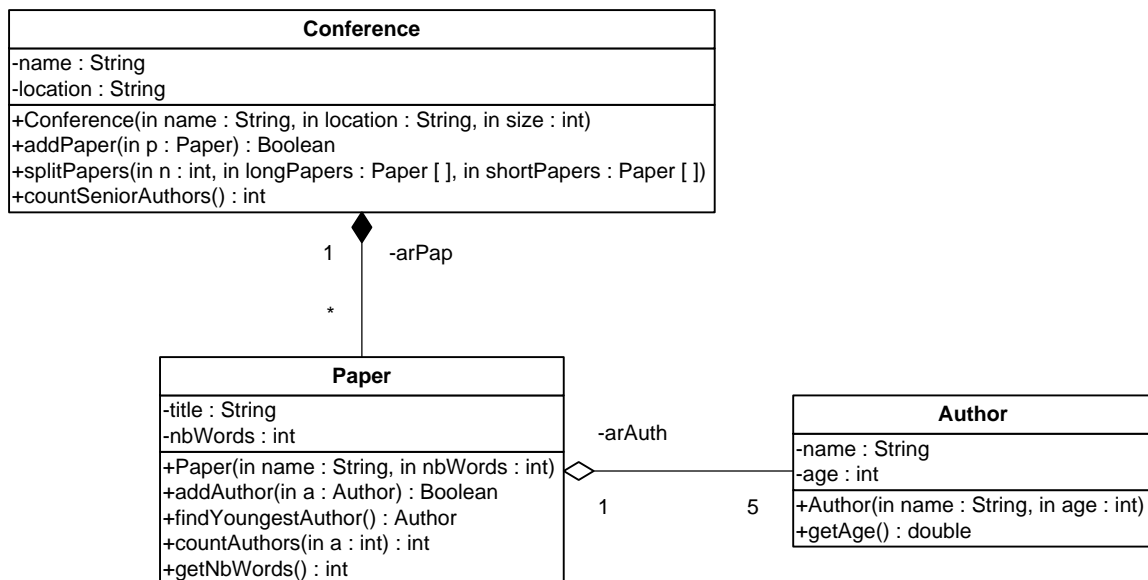 Conference
-name : String
-location : String
+Conference(in name : String, in location : String, in size : int)
+addPaper(in p : Paper) : Boolean
+splitPapers(in n : int, in longPapers : Paper [ ], in shortPapers : Paper [ ])
+countSeniorAuthors() : int
1
-arPap
*
Paper
-title : String
-nbWords : int
+Paper(in name : String, in nbWords : int)
+addAuthor(in a : Author) : Boolean
+findYoungestAuthor() : Author
+countAuthors(in a : int) : int
+getNbWords() : int
-arAuth
1
5
Author
-name : String
-age : int
+Author(in name : String, in age : int)
+getAge() : double